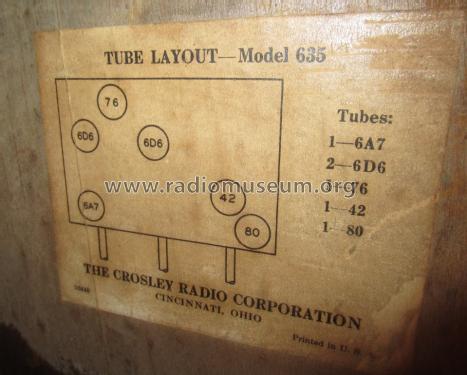 TUBE LAYOUT—Model 635
76
6D6
6D6
6A7
42
80
Tubes:
1—6A7
2—6D6
1—76
1—42
1—80
www.radiomuseum.org
THE CROSLEY RADIO CORPORATION
CINCINNATI, OHIO
Printed in U. S.